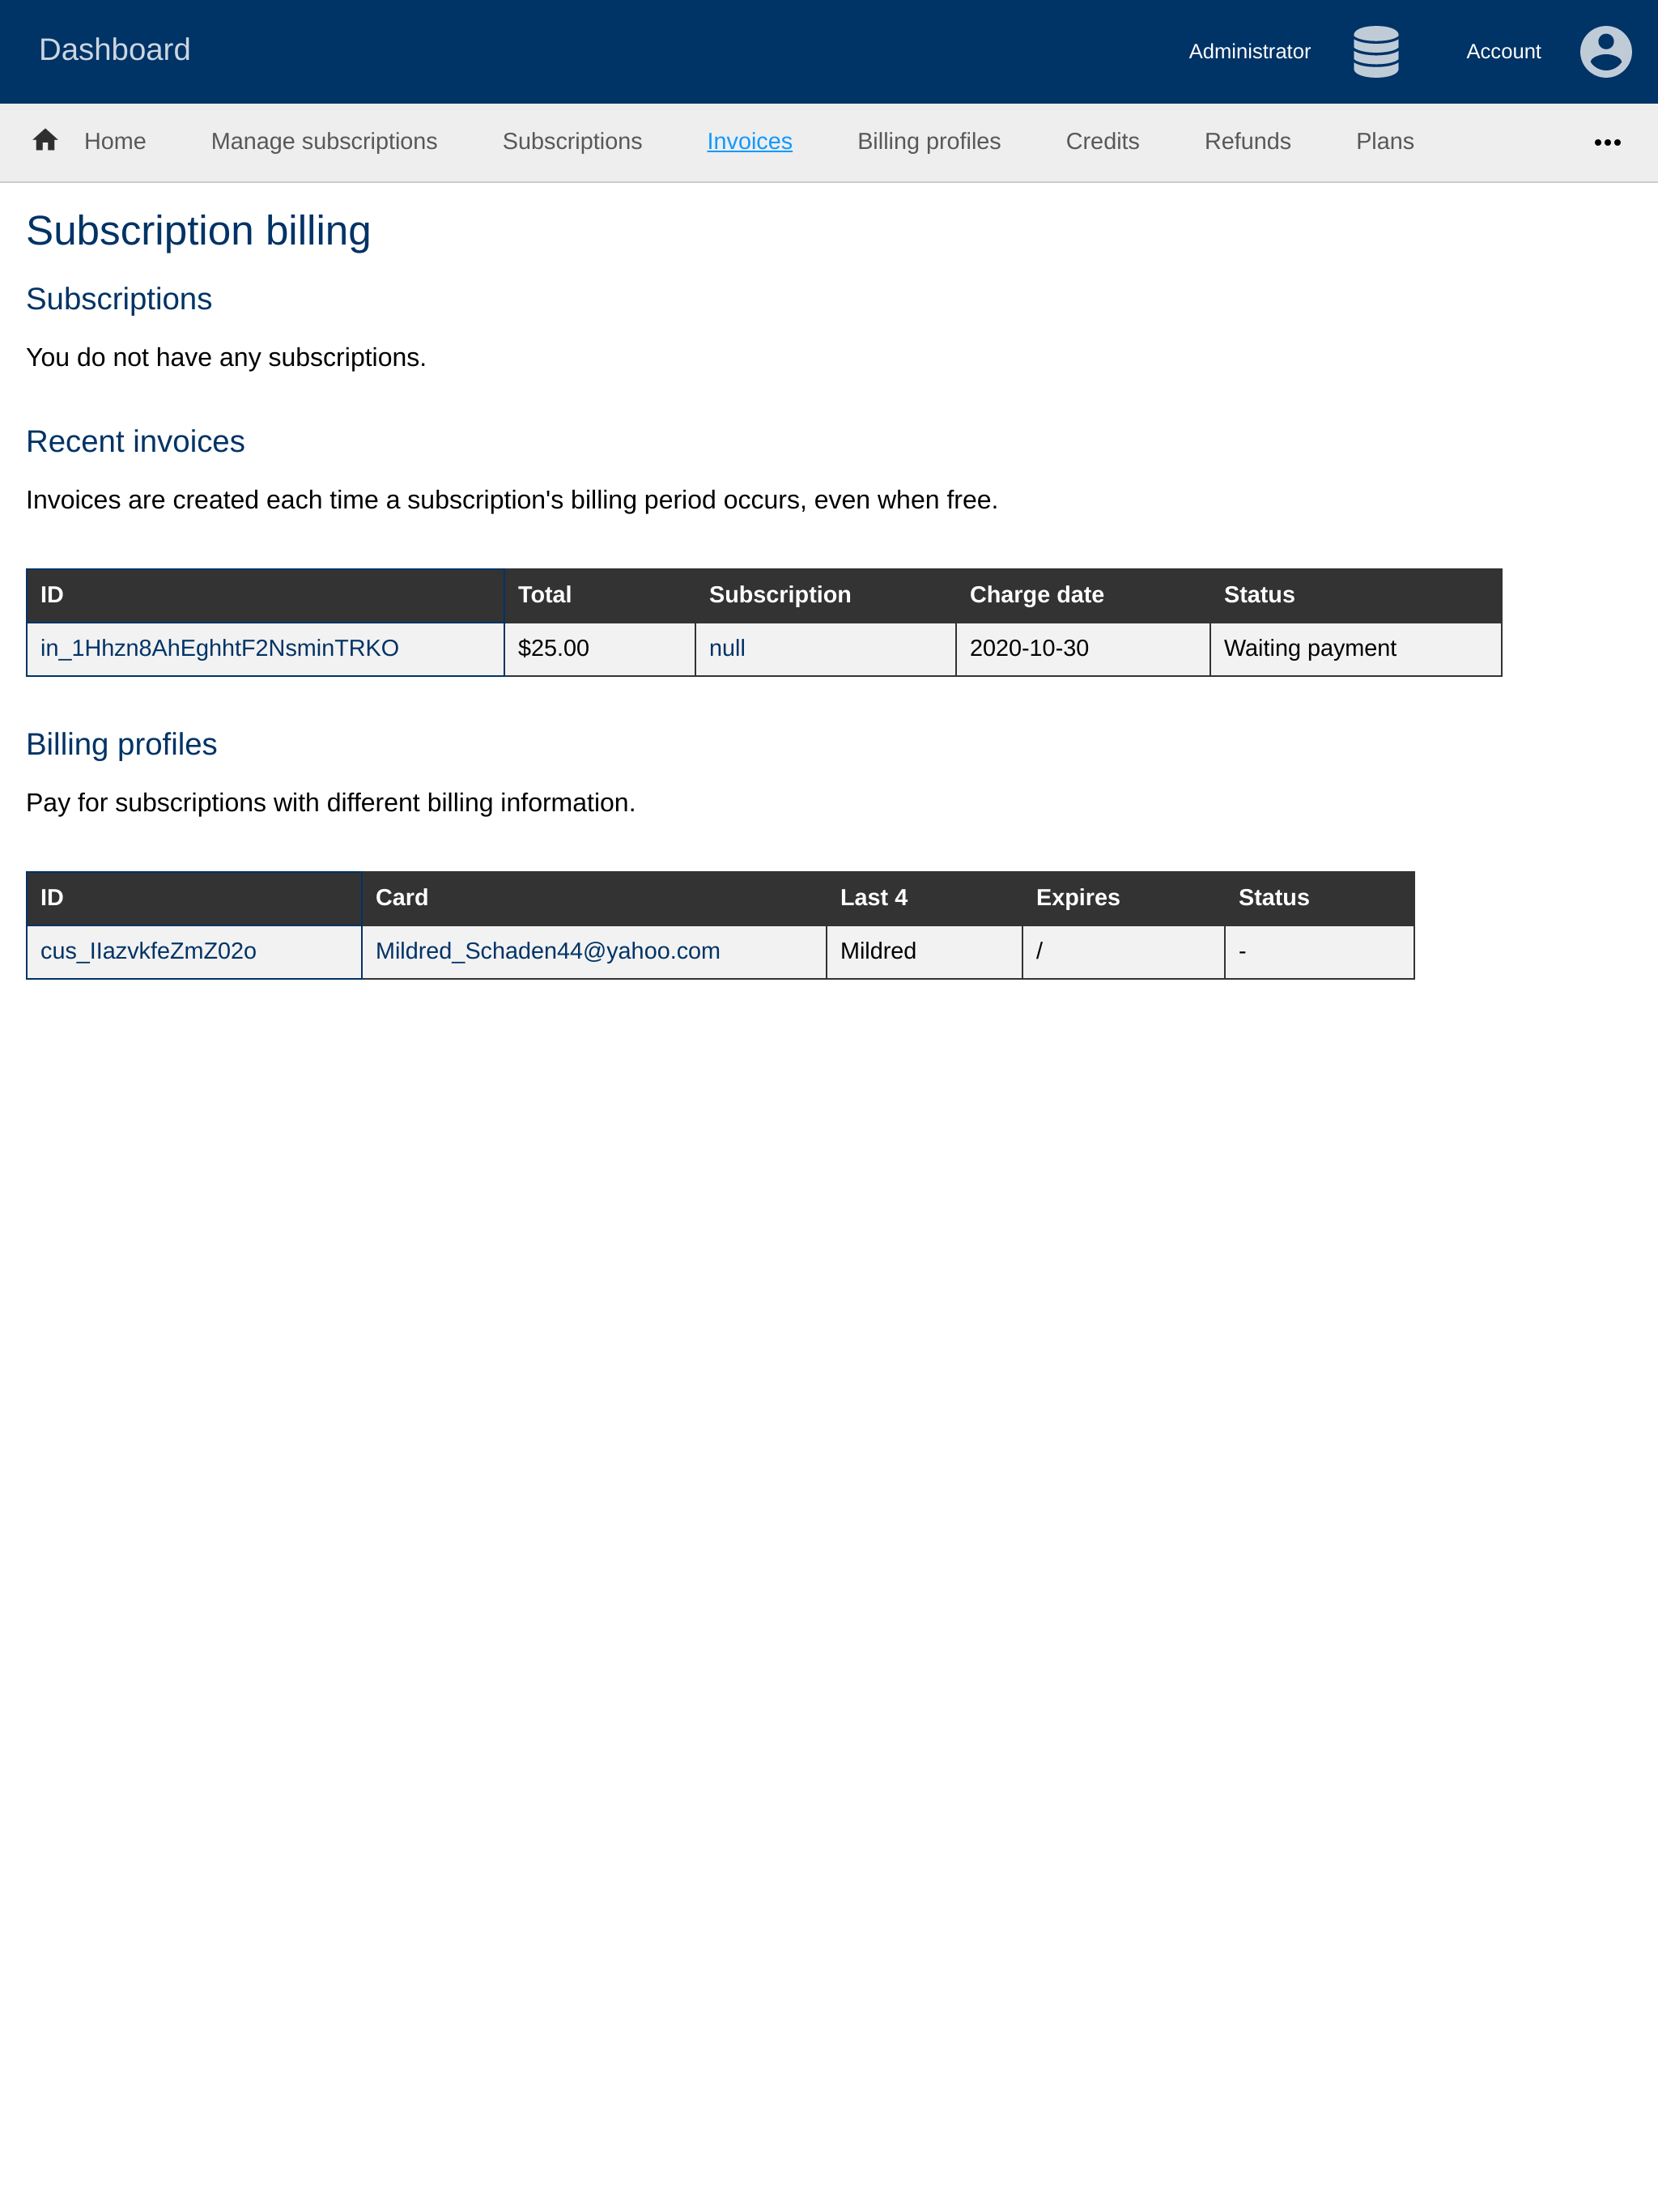 Dashboard Administrator Account
Home Manage subscriptions Subscriptions Invoices Billing profiles Credits Refunds Plans •••
Subscription billing
Subscriptions
You do not have any subscriptions.
Recent invoices
Invoices are created each time a subscription's billing period occurs, even when free.
ID Total Subscription Charge date Status
in_1Hhzn8AhEghhtF2NsminTRKO $25.00 null 2020-10-30 Waiting payment
Billing profiles
Pay for subscriptions with different billing information.
ID Card Last 4 Expires Status
cus_IIazvkfeZmZ02o Mildred_Schaden44@yahoo.com Mildred / -